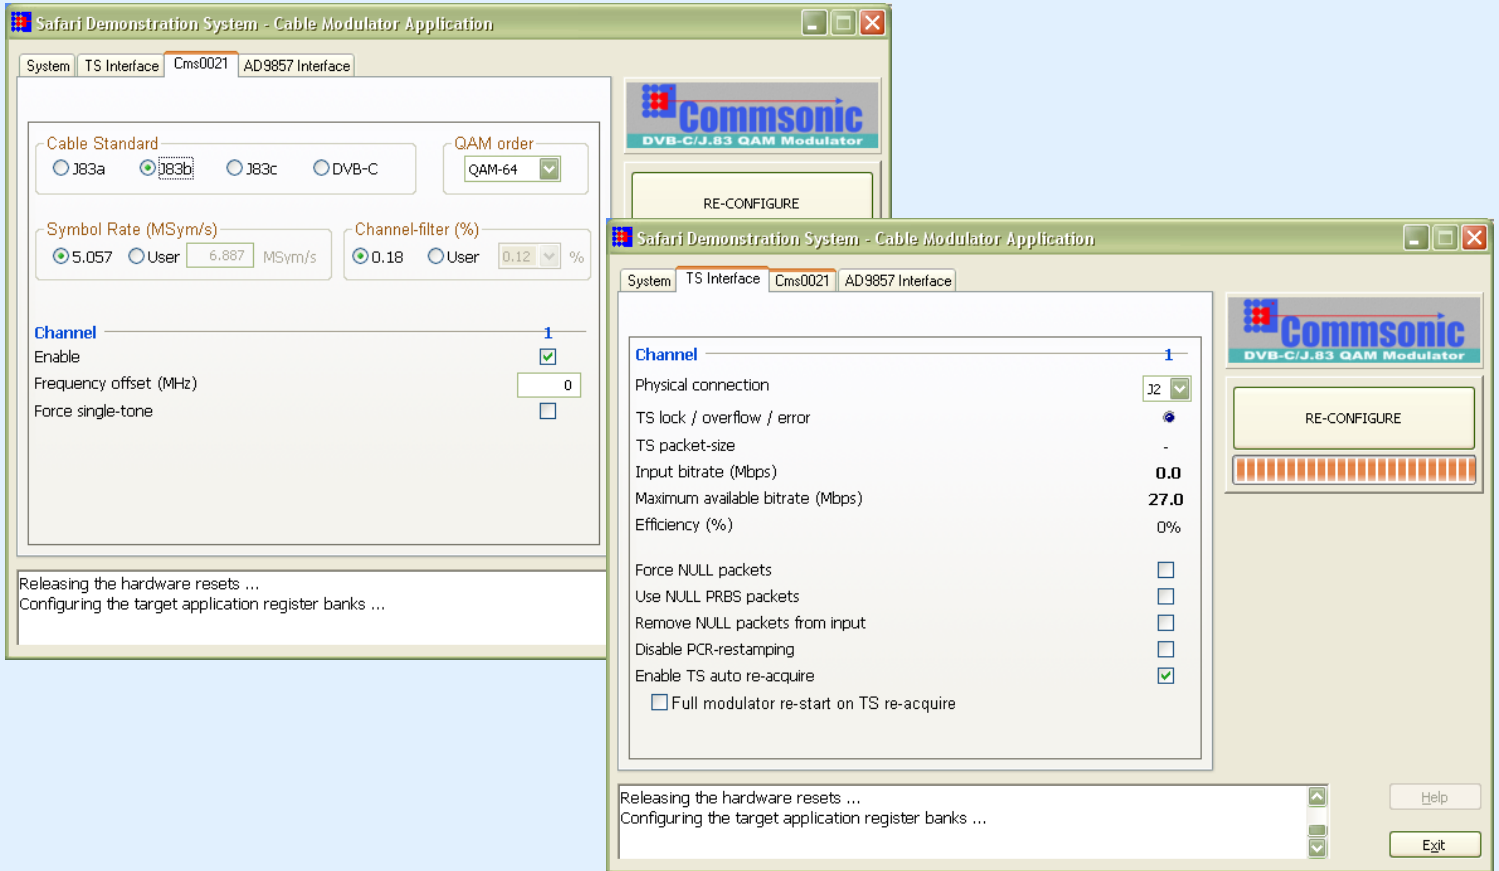 Safari Demonstration System - Cable Modulator Application
System TS Interface Cms0021 AD9857 Interface
Commsonic
DVB-C/J.83 QAM Modulator
Cable Standard QAM order
J83a J83b J83c DVB-C QAM-64
RE-CONFIGURE
Symbol Rate (MSym/s) Channel-filter (%)
5.057 User 6.887 MSym/s 0.18 User 0.12 %
Channel 1
Enable
Frequency offset (MHz) 0
Force single-tone
Releasing the hardware resets ...
Configuring the target application register banks ...
Safari Demonstration System - Cable Modulator Application
System TS Interface Cms0021 AD9857 Interface
Commsonic
DVB-C/J.83 QAM Modulator
Channel 1
Physical connection J2
RE-CONFIGURE
TS lock / overflow / error
TS packet-size -
Input bitrate (Mbps) 0.0
Maximum available bitrate (Mbps) 27.0
Efficiency (%) 0%
Force NULL packets
Use NULL PRBS packets
Remove NULL packets from input
Disable PCR-restamping
Enable TS auto re-acquire
Full modulator re-start on TS re-acquire
Releasing the hardware resets ...
Configuring the target application register banks ...
Help
Exit